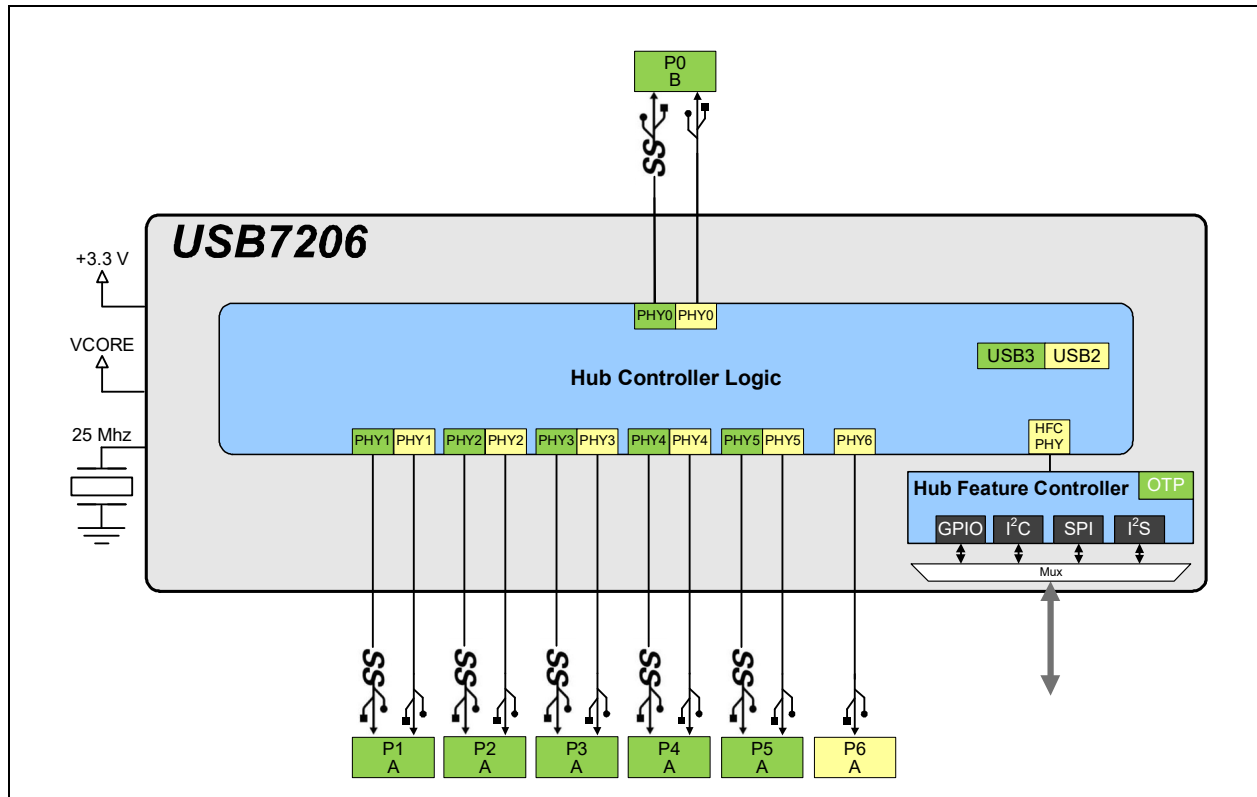 P0
B
SS
USB7206
+3.3 V
PHY0 PHY0
VCORE
USB3 USB2
Hub Controller Logic
25 Mhz
PHY1 PHY1 PHY2 PHY2 PHY3 PHY3 PHY4 PHY4 PHY5 PHY5 PHY6
HFC
PHY
Hub Feature Controller OTP
GPIO I²C SPI I²S
Mux
SS SS SS SS SS
P1 P2 P3 P4 P5 P6
A A A A A A